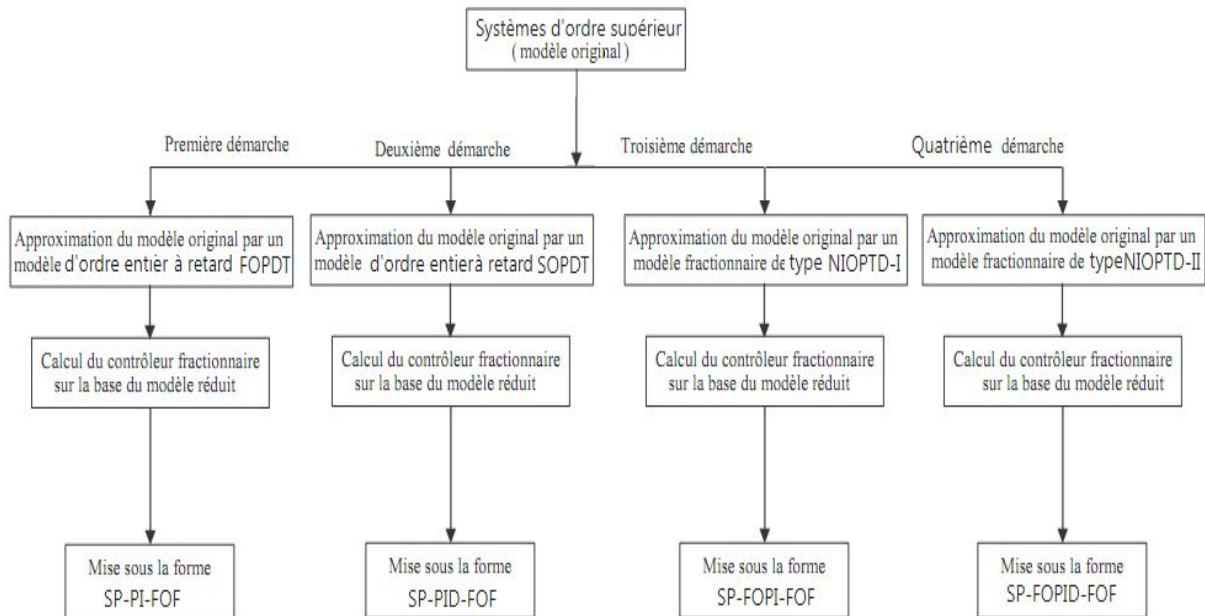 Systèmes d'ordre supérieur
( modèle original )
Première démarche
Deuxième démarche
Troisième démarche
Quatrième démarche
Approximation du modèle original par un
modèle d'ordre entier à retard FOPDT
Approximation du modèle original par un
modèle d'ordre entierà retard SOPDT
Approximation du modèle original par un
modèle fractionnaire de type NIOPTD-I
Approximation du modèle original par un
modèle fractionnaire de typeNIOPTD-II
Calcul du contrôleur fractionnaire
sur la base du modèle réduit
Calcul du contrôleur fractionnaire
sur la base du modèle réduit
Calcul du contrôleur fractionnaire
sur la base du modèle réduit
Calcul du contrôleur fractionnaire
sur la base du modèle réduit
Mise sous la forme
SP-PI-FOF
Mise sous la forme
SP-PID-FOF
Mise sous la forme
SP-FOPI-FOF
Mise sous la forme
SP-FOPID-FOF